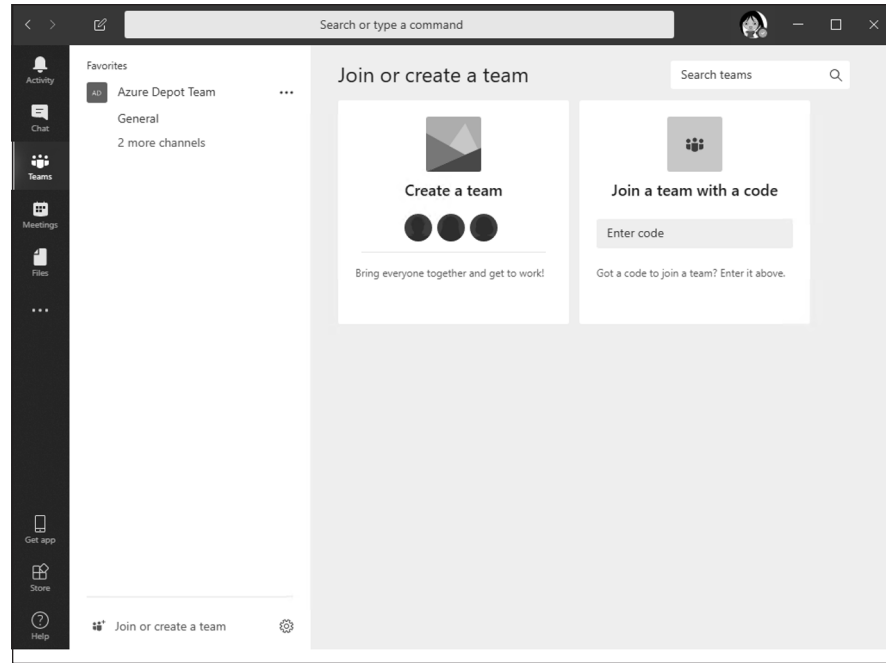 Search or type a command
Activity
Chat
Teams
Meetings
Files
Get app
Store
Help
Favorites
AD Azure Depot Team
General
2 more channels
Join or create a team
Join or create a team
Search teams
Create a team
Bring everyone together and get to work!
Join a team with a code
Enter code
Got a code to join a team? Enter it above.